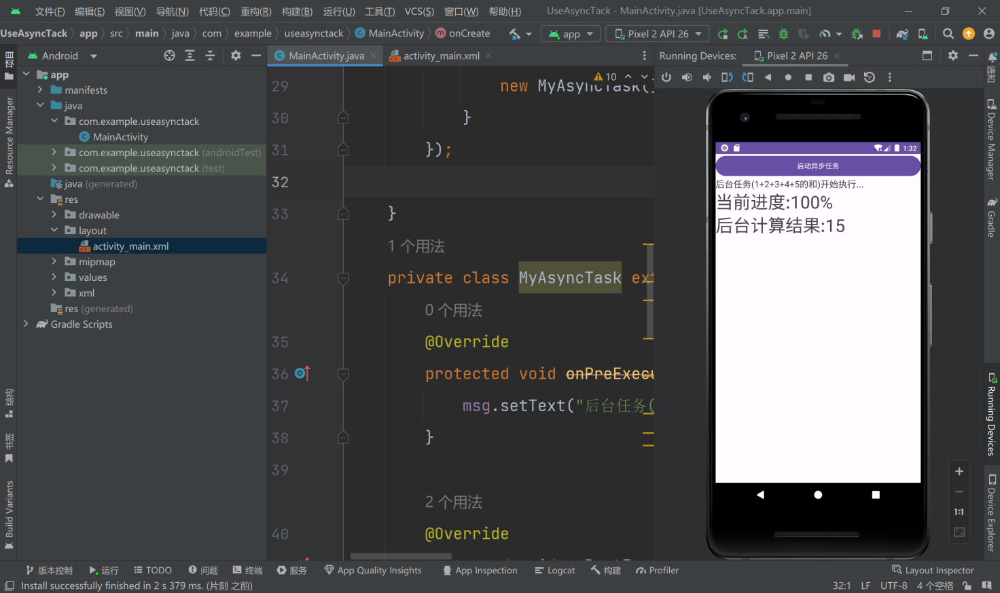 文件(F) 编辑(E) 视图(V) 导航(N) 代码(C) 重构(R) 构建(B) 运行(U) 工具(T) VCS(S) 窗口(W) 帮助(H) UseAsyncTack - MainActivity.java [UseAsyncTack.app.main]
UseAsyncTack app src main java com example useasynctack MainActivity onCreate app Pixel 2 API 26
Android
MainActivity.java activity_main.xml
Running Devices: Pixel 2 API 26
项目
Resource Manager
结构
书签
Build Variants
app
manifests
java
com.example.useasynctack
MainActivity
com.example.useasynctack (androidTest)
com.example.useasynctack (test)
java (generated)
res
drawable
layout
activity_main.xml
mipmap
values
xml
res (generated)
Gradle Scripts
10
29 new MyAsyncTask().
30 }
31 });
32
33 }
1 个用法
34 private class MyAsyncTask ext
0 个用法
35 @Override
36 protected void onPreExecu
37 msg.setText("后台任务(
38 }
39
2 个用法
40 @Override
1:32
启动异步任务
后台任务(1+2+3+4+5的和)开始执行...
当前进度:100%
后台计算结果:15
1:1
通知
Device Manager
Gradle
Running Devices
Device Explorer
版本控制 运行 TODO 问题 终端 服务 App Quality Insights App Inspection Logcat 构建 Profiler Layout Inspector
Install successfully finished in 2 s 379 ms. (片刻 之前) 32:1 LF UTF-8 4 个空格